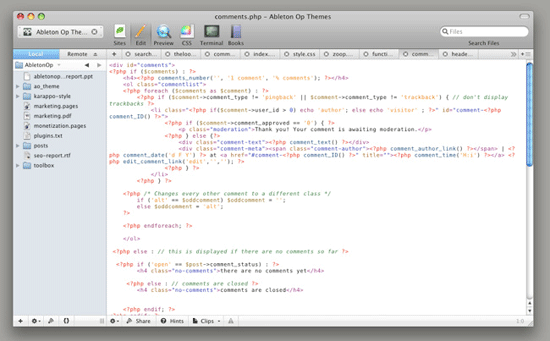 comments.php - Ableton Op Themes
Ableton Op The...
Sites
Edit
Preview
CSS
Terminal
Books
Files
Search Files
Local
Remote
search...
theloo...
comm...
index....
style.css
zoop....
functi...
comm...
heade...
AbletonOp
abletonop...report.ppt
ao_theme
karappo-style
marketing.pages
marketing.pdf
monetization.pages
plugins.txt
posts
seo-report.rtf
toolbox
<div id="comments">
<?php if ($comments) : ?>
<h4><?php comments_number('', '1 comment', '% comments'); ?></h4>
<ol class="commentlist">
<?php foreach ($comments as $comment) : ?>
<?php if ($comment->comment_type != 'pingback' || $comment->comment_type != 'trackback') { // don't display
trackbacks ?>
<li class="<?php if($comment->user_id > 0) echo 'author'; else echo 'visitor' ; ?>" id="comment-<?php
comment_ID() ?>">
<?php if ($comment->comment_approved == '0') { ?>
<p class="moderation">Thank you! Your comment is awaiting moderation.</p>
<?php } else {?>
<div class="coment-text"><?php comment_text() ?></div>
<div class="coment-meta"><span class="comment-author"><?php comment_author_link() ?></span> | <?
php comment_date('d F Y') ?> at <a href="#comment-<?php comment_ID() ?>" title=""><?php comment_time('H:i') ?></a> <?
php edit_comment_link('edit','',''); ?>
<?php } ?>
</li>
<?php } ?>
<?php /* Changes every other comment to a different class */
if ('alt' == $oddcomment) $oddcomment = '';
else $oddcomment = 'alt';
?>
<?php endforeach; ?>
</ol>
<?php else : // this is displayed if there are no comments so far ?>
<?php if ('open' == $post->comment_status) : ?>
<h4 class="no-comments">there are no comments yet</h4>
<?php else : // comments are closed ?>
<h4 class="no-comments">comments are closed</h4>
<?php endif; ?>
<?php endif; ?>
Share
Hints
Clips